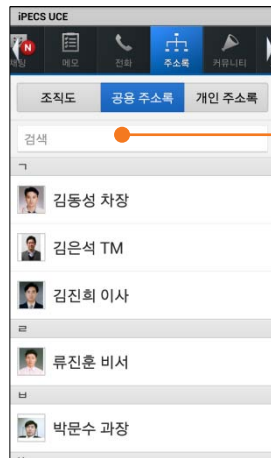 iPECS UCE
N
채팅 메모 전화 주소록 커뮤니티
조직도 공용 주소록 개인 주소록
검색
ㄱ
김동성 차장
김은석 TM
김진희 이사
ㄹ
류진훈 비서
ㅂ
박문수 과장